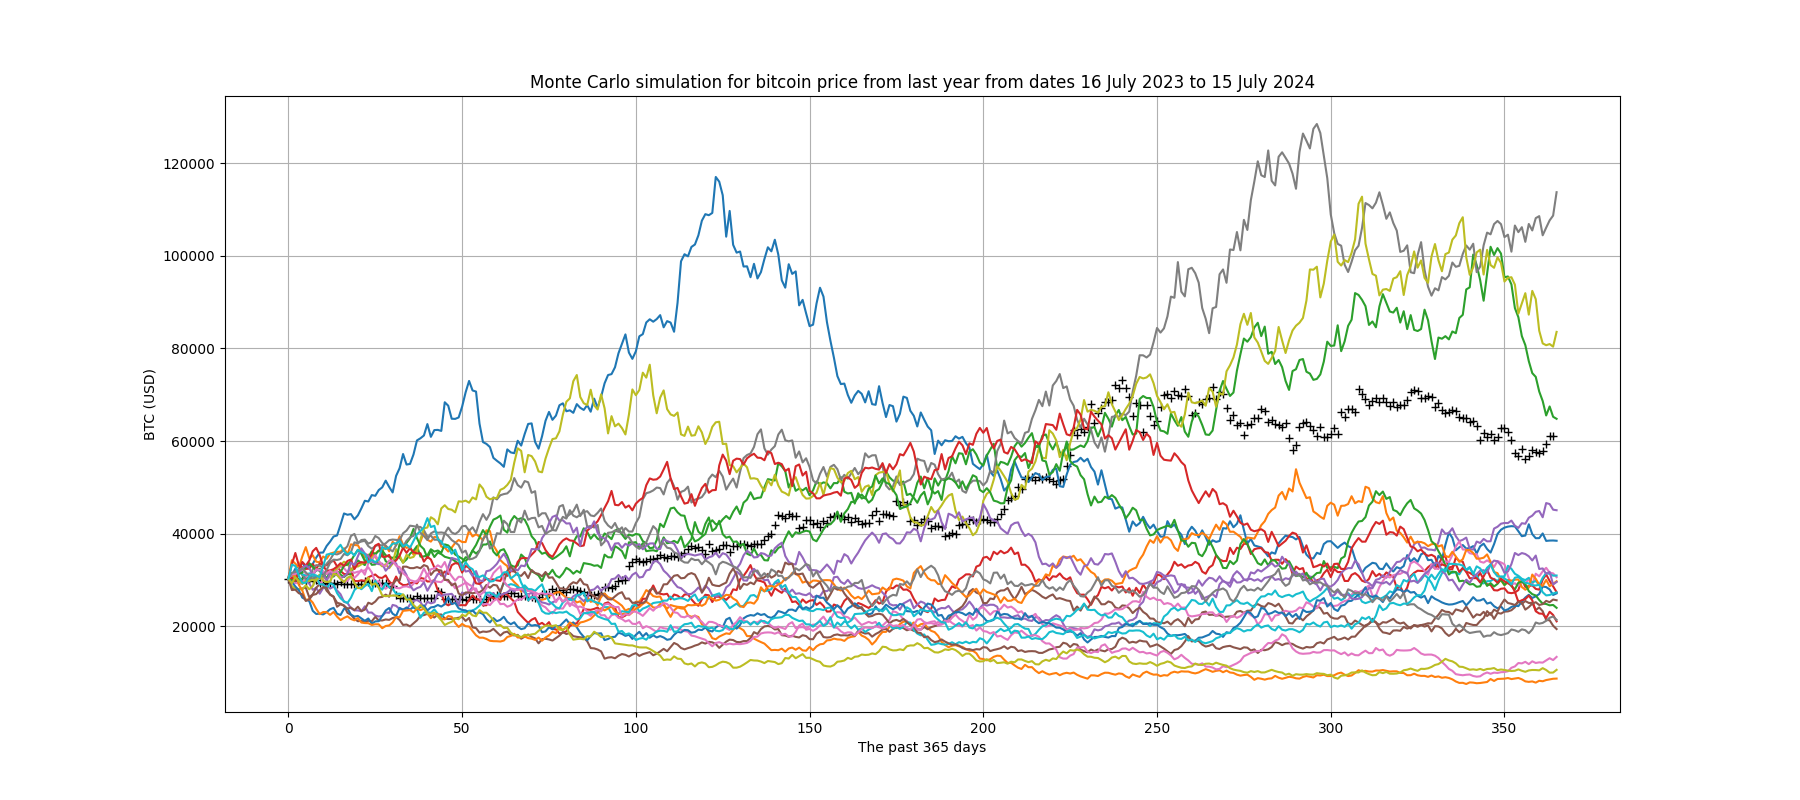 Monte Carlo simulation for bitcoin price from last year from dates 16 July 2023 to 15 July 2024
120000
100000
80000
60000
40000
20000
BTC (USD)
0 50 100 150 200 250 300 350
The past 365 days